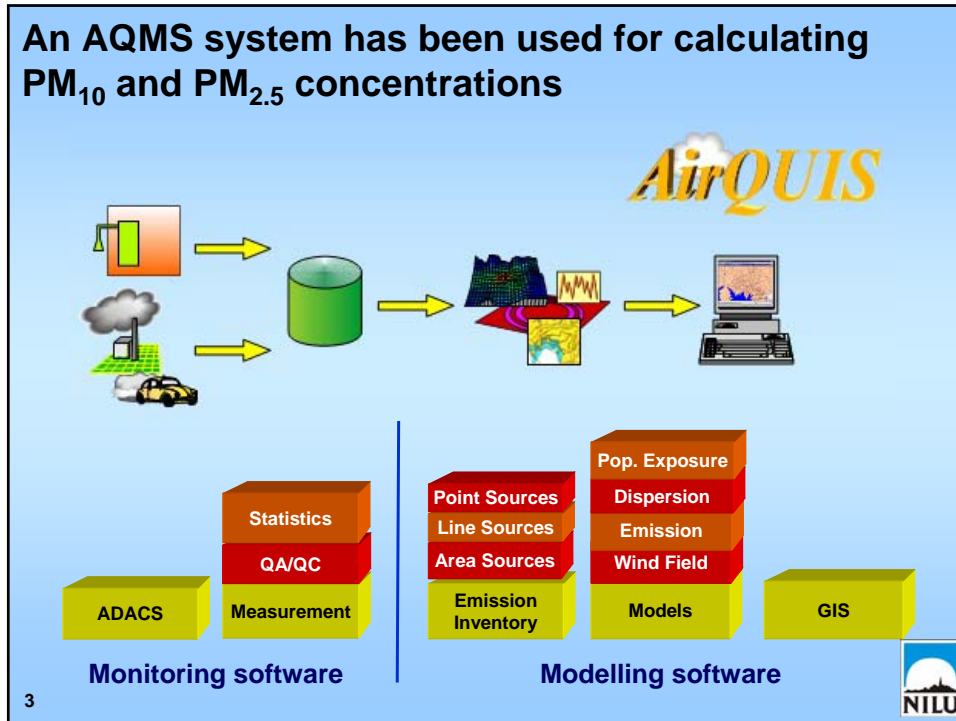 An AQMS system has been used for calculating
PM10 and PM2.5 concentrations
AirQUIS
Statistics
QA/QC
ADACS
Measurement
Point Sources
Line Sources
Area Sources
Emission
Inventory
Pop. Exposure
Dispersion
Emission
Wind Field
Models
GIS
Monitoring software
Modelling software
3
NILU